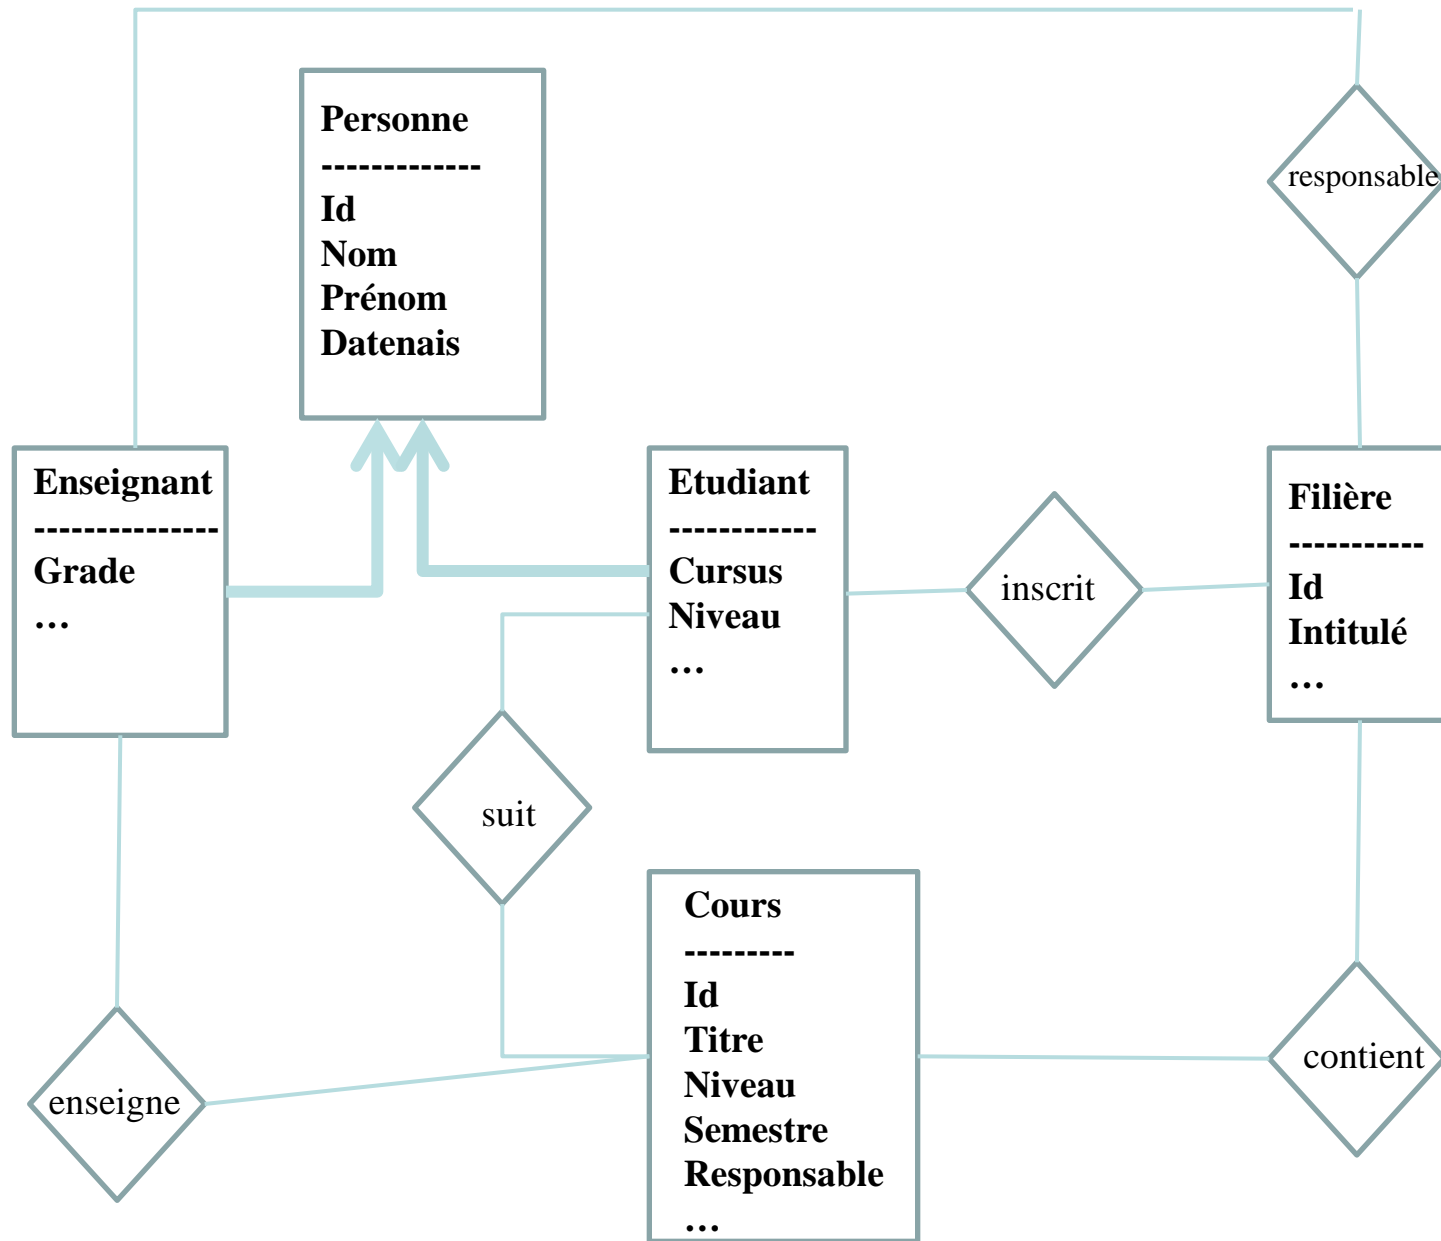 Personne
-------------
Id
Nom
Prénom
Datenais
responsable
Enseignant
---------------
Grade
...
Etudiant
------------
Cursus
Niveau
...
inscrit
Filière
-----------
Id
Intitulé
...
suit
Cours
---------
Id
Titre
Niveau
Semestre
Responsable
...
enseigne
contient